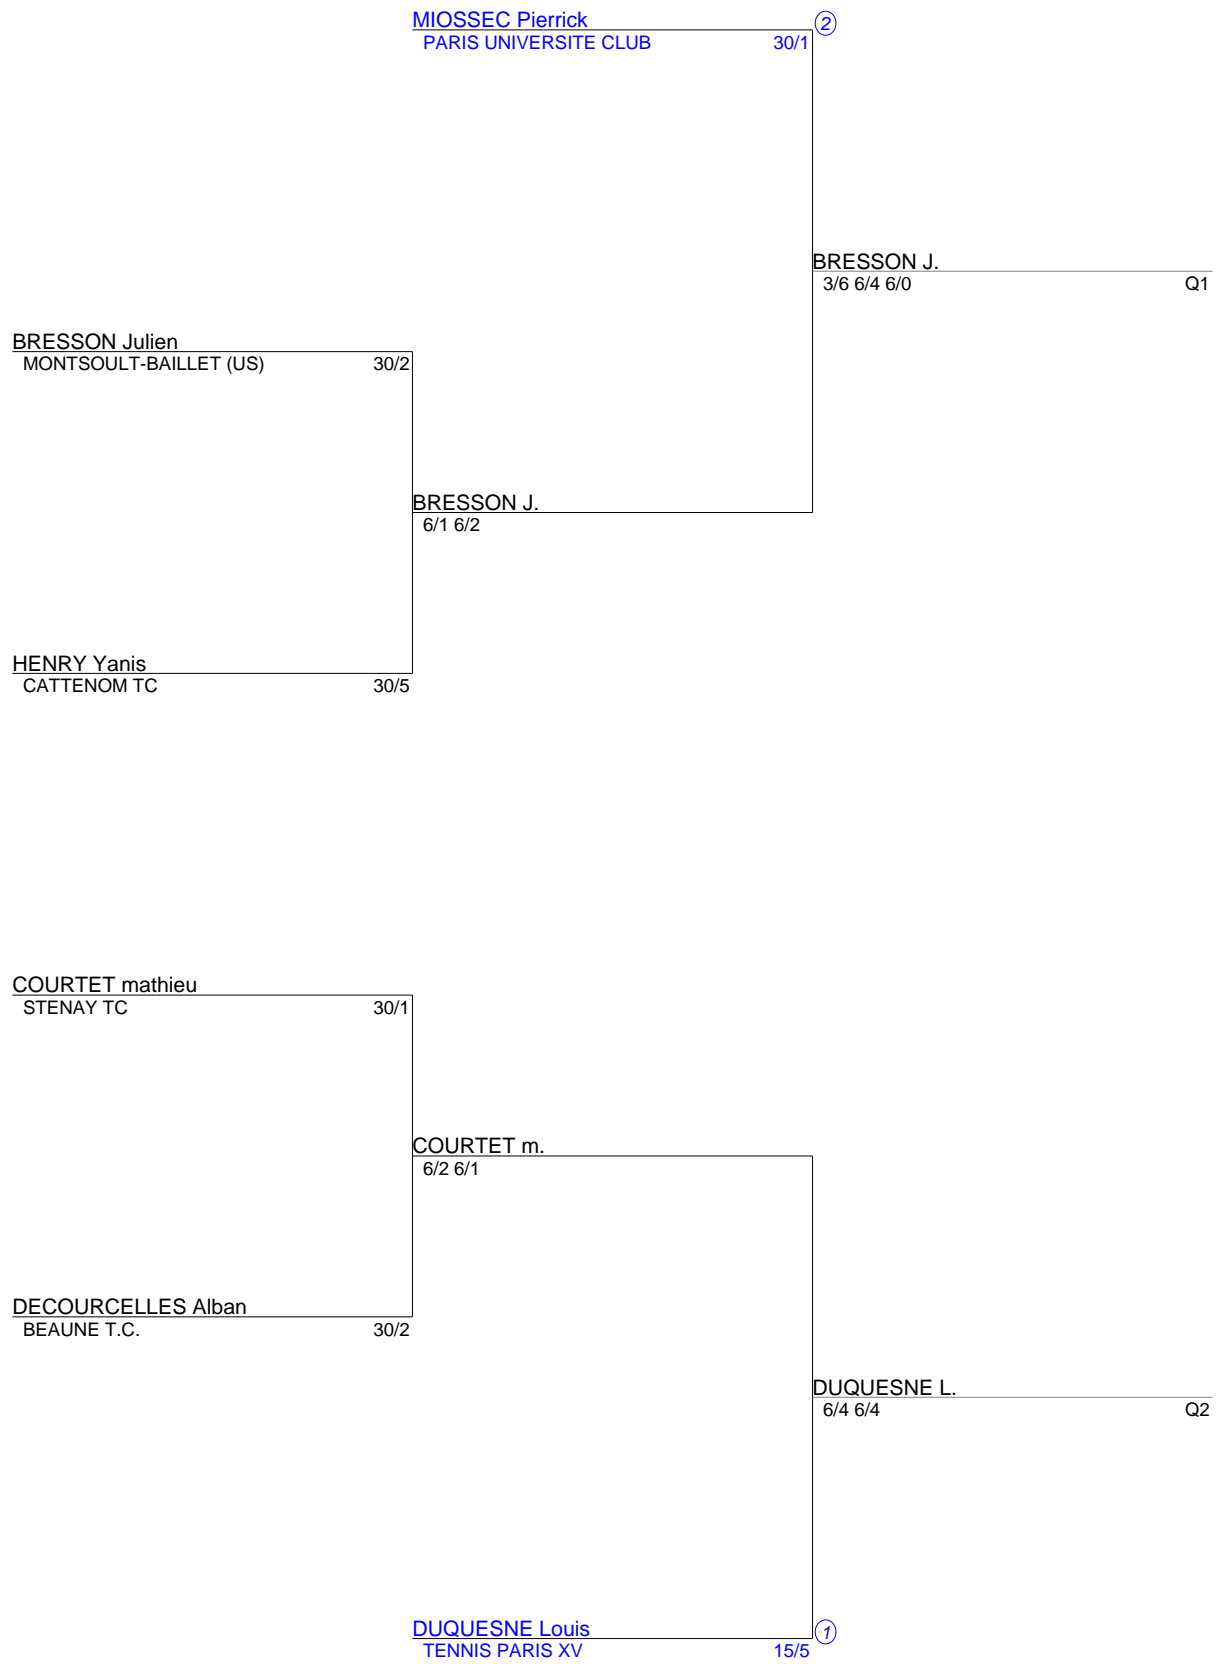 MIOSSEC Pierrick 2
PARIS UNIVERSITE CLUB 30/1
BRESSON J.
3/6 6/4 6/0 Q1
BRESSON Julien
MONTSOULT-BAILLET (US) 30/2
BRESSON J.
6/1 6/2
HENRY Yanis
CATTENOM TC 30/5
COURTET mathieu
STENAY TC 30/1
COURTET m.
6/2 6/1
DECOURCELLES Alban
BEAUNE T.C. 30/2
DUQUESNE L.
6/4 6/4 Q2
DUQUESNE Louis 1
TENNIS PARIS XV 15/5